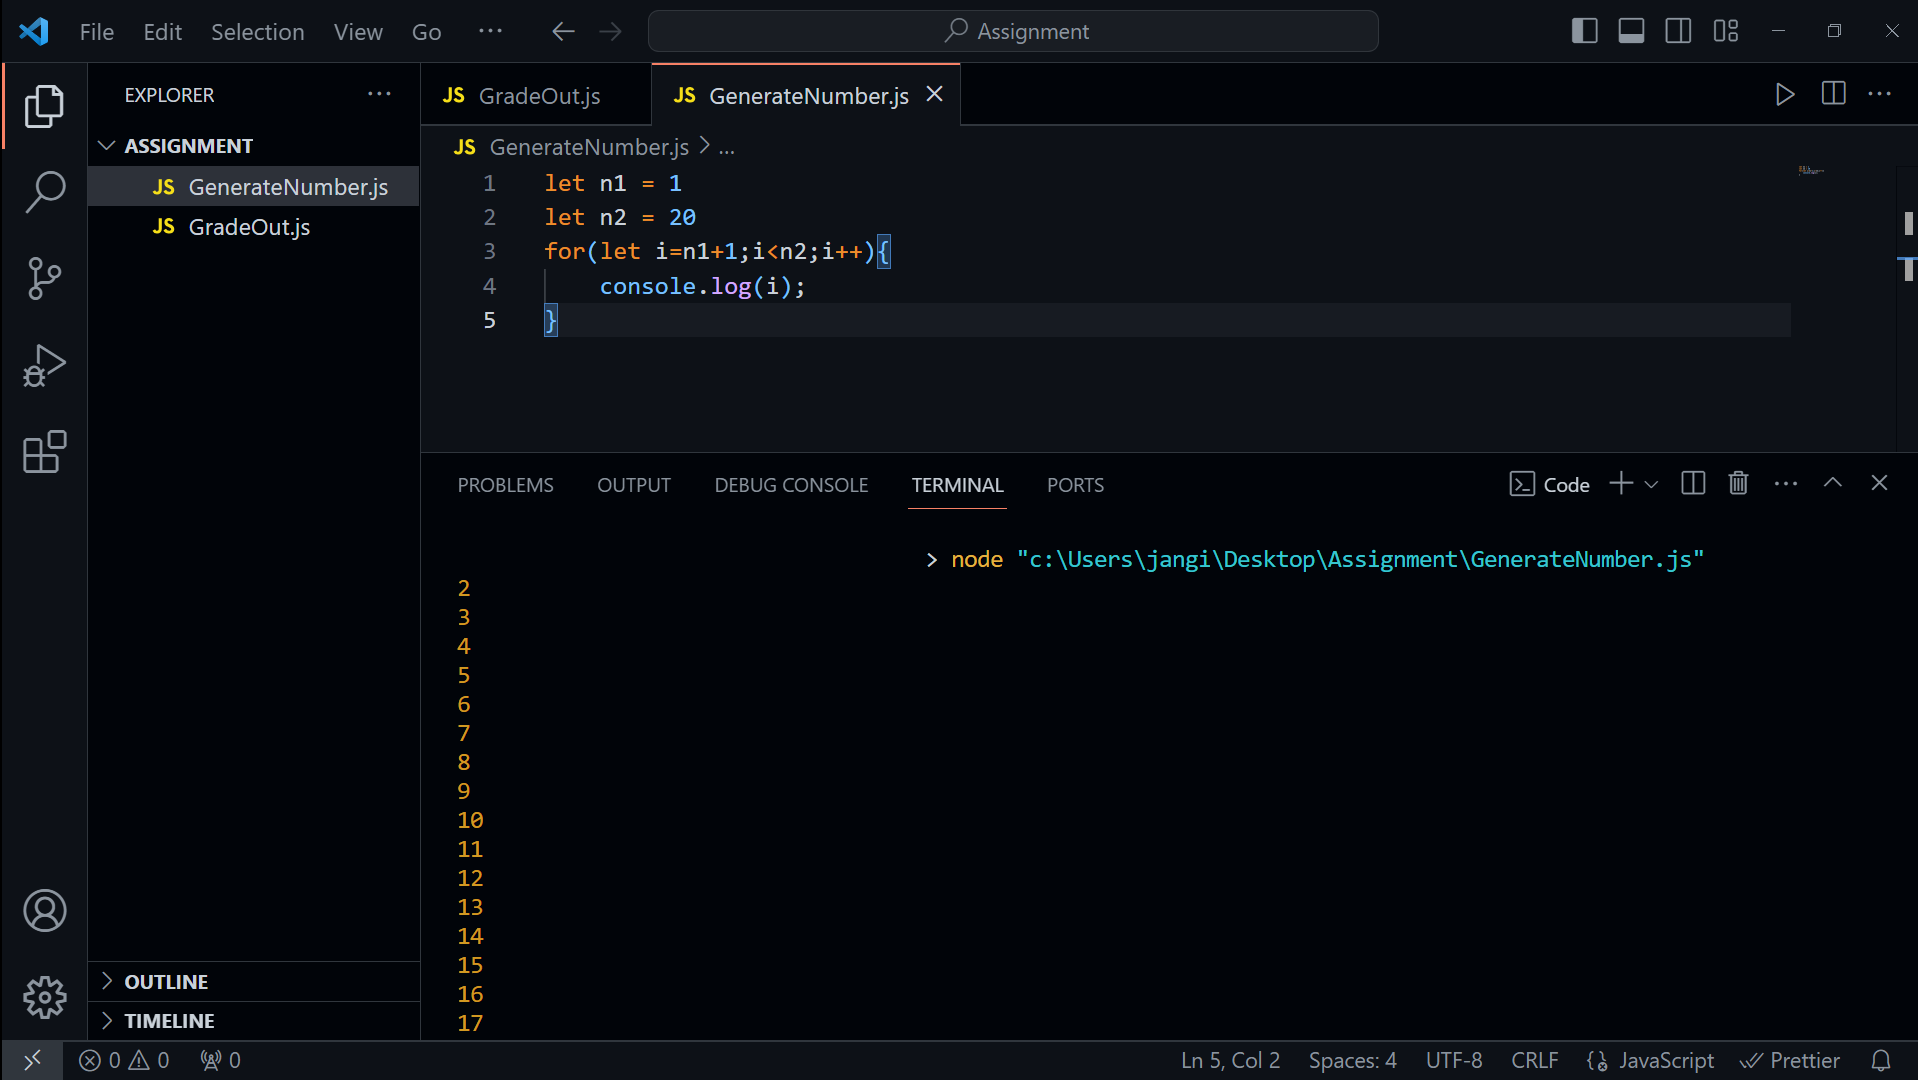 File Edit Selection View Go ···
Assignment
EXPLORER ···
ASSIGNMENT
JS GenerateNumber.js
JS GradeOut.js
OUTLINE
TIMELINE
JS GradeOut.js
JS GenerateNumber.js
JS GenerateNumber.js > ...
1 let n1 = 1
2 let n2 = 20
3 for(let i=n1+1;i<n2;i++){
4 console.log(i);
5 }
PROBLEMS OUTPUT DEBUG CONSOLE TERMINAL PORTS
Code
> node "c:\Users\jangi\Desktop\Assignment\GenerateNumber.js"
2
3
4
5
6
7
8
9
10
11
12
13
14
15
16
17
0 0 0
Ln 5, Col 2 Spaces: 4 UTF-8 CRLF JavaScript Prettier